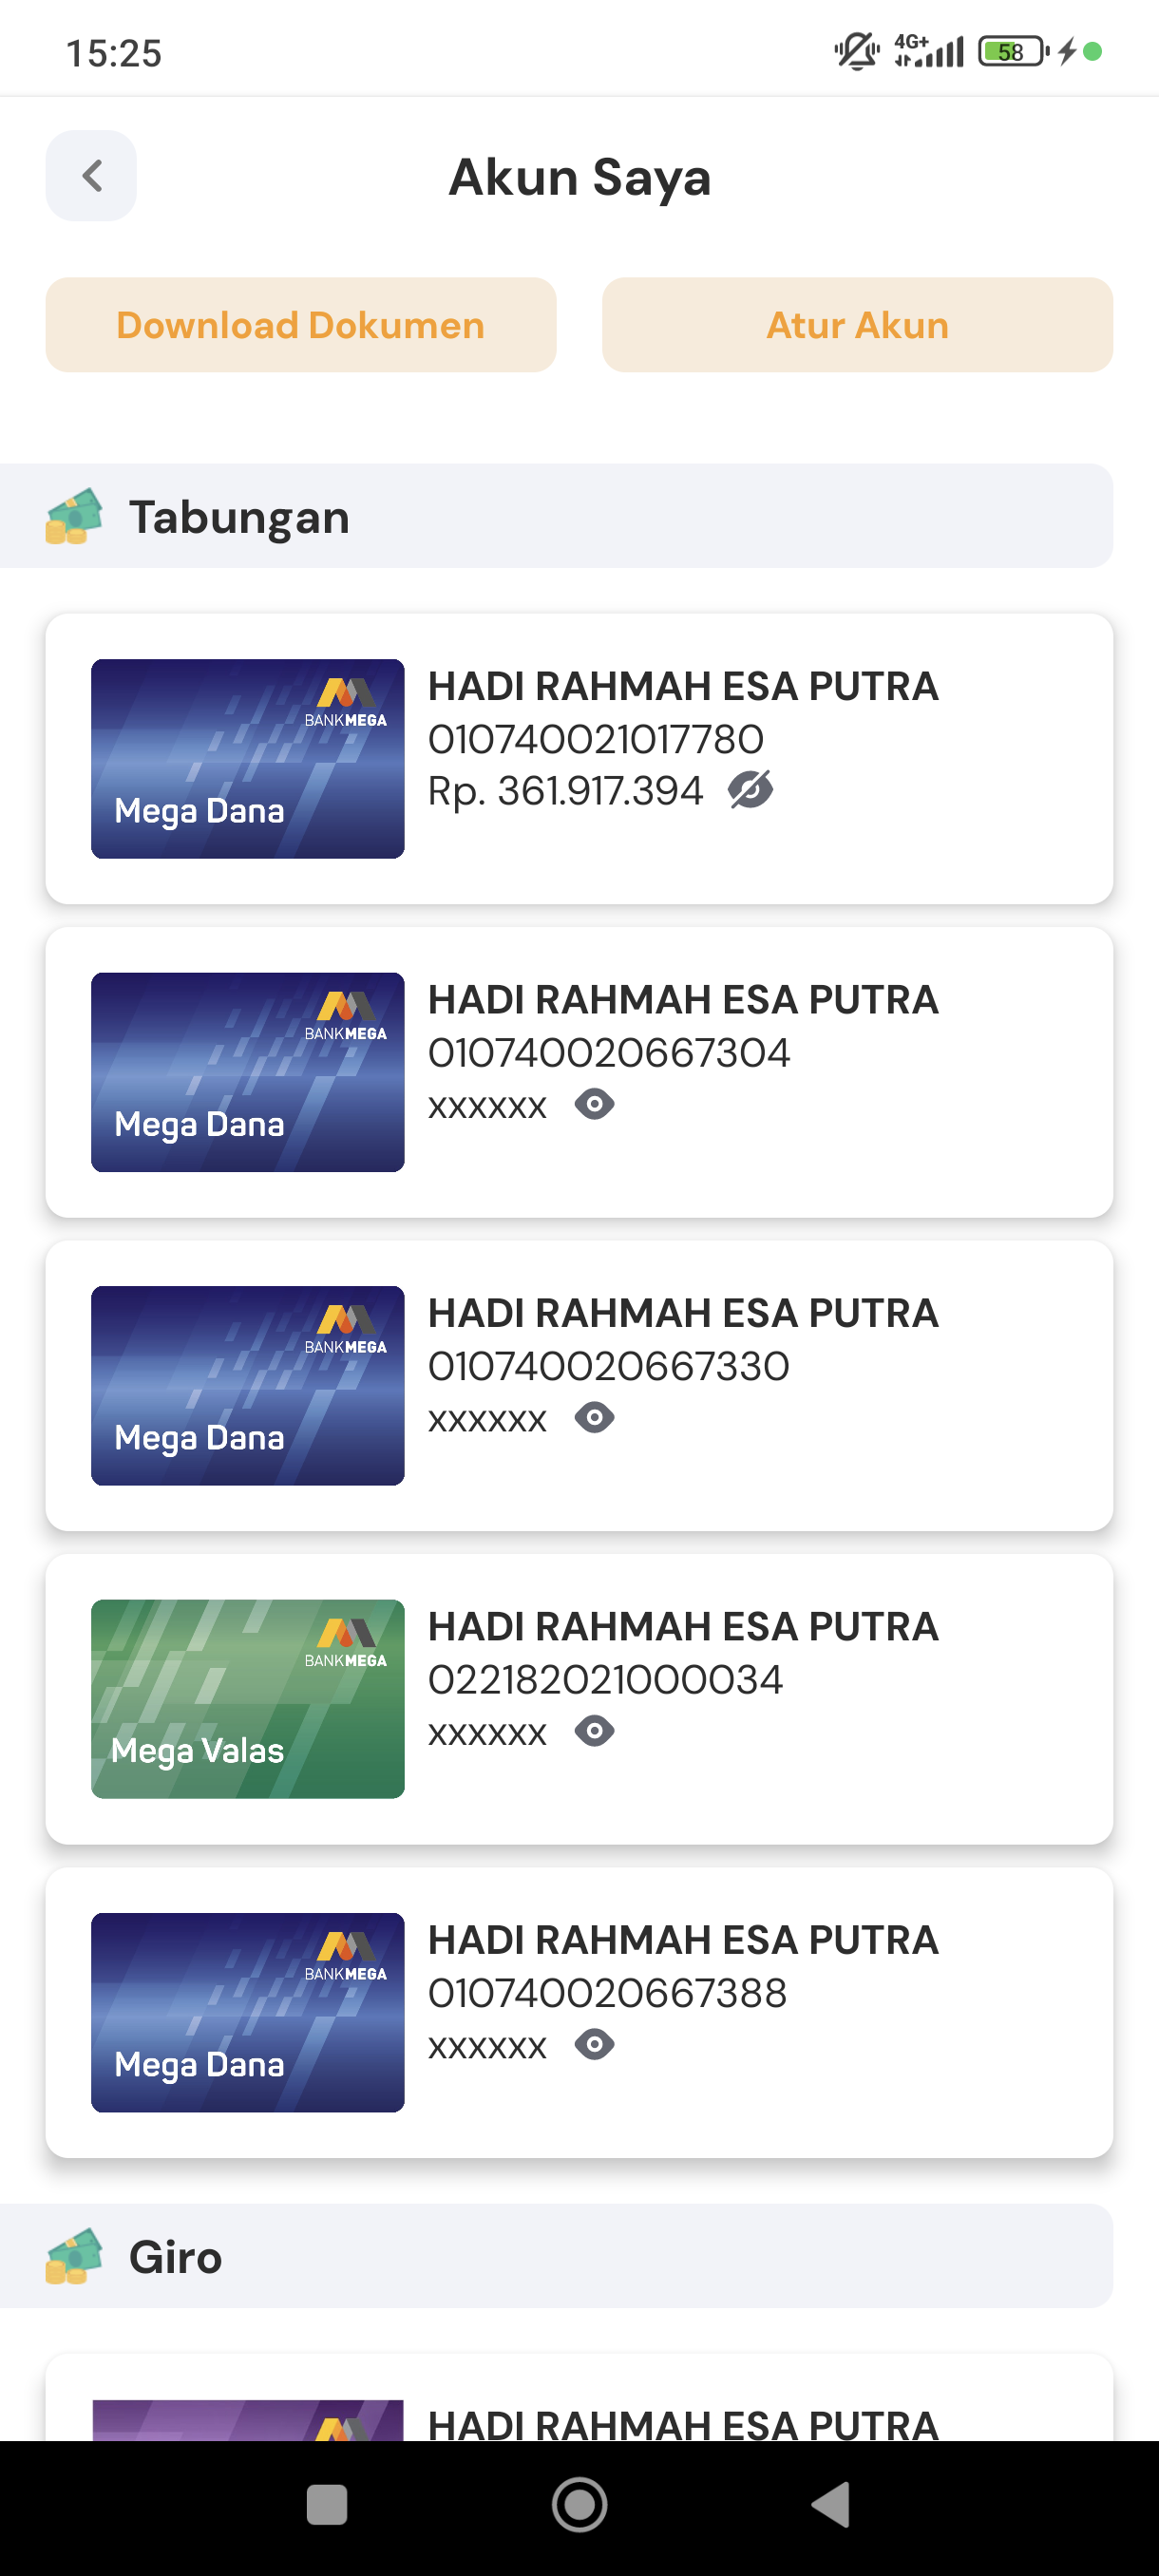 15:25
4G+
58
Akun Saya
Download Dokumen
Atur Akun
Tabungan
BANKMEGA
Mega Dana
HADI RAHMAH ESA PUTRA
010740021017780
Rp. 361.917.394
BANKMEGA
Mega Dana
HADI RAHMAH ESA PUTRA
010740020667304
xxxxxx
BANKMEGA
Mega Dana
HADI RAHMAH ESA PUTRA
010740020667330
xxxxxx
BANKMEGA
Mega Valas
HADI RAHMAH ESA PUTRA
022182021000034
xxxxxx
BANKMEGA
Mega Dana
HADI RAHMAH ESA PUTRA
010740020667388
xxxxxx
Giro
HADI RAHMAH ESA PUTRA